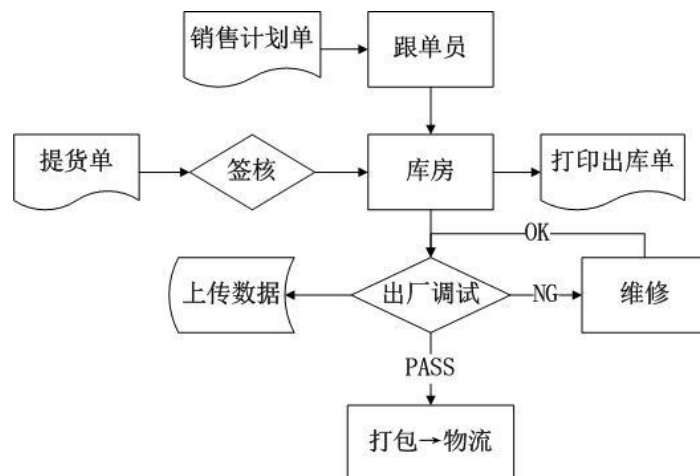 销售计划单
跟单员
提货单
签核
库房
打印出库单
OK
上传数据
出厂调试
NG
维修
PASS
打包→物流